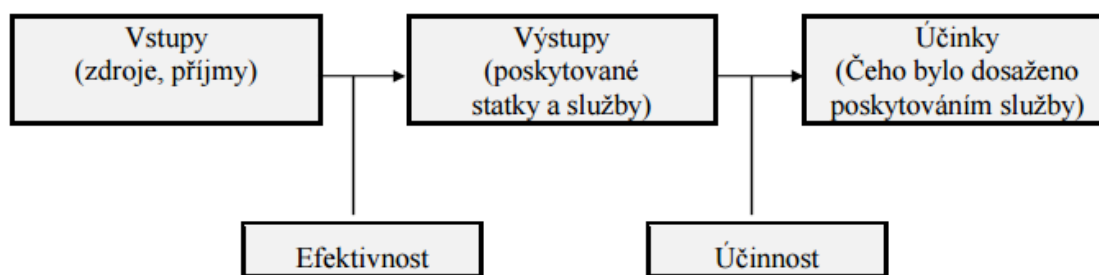 Vstupy
(zdroje, příjmy)
Výstupy
(poskytované
statky a služby)
Účinky
(Čeho bylo dosaženo
poskytováním služby)
Efektivnost
Účinnost